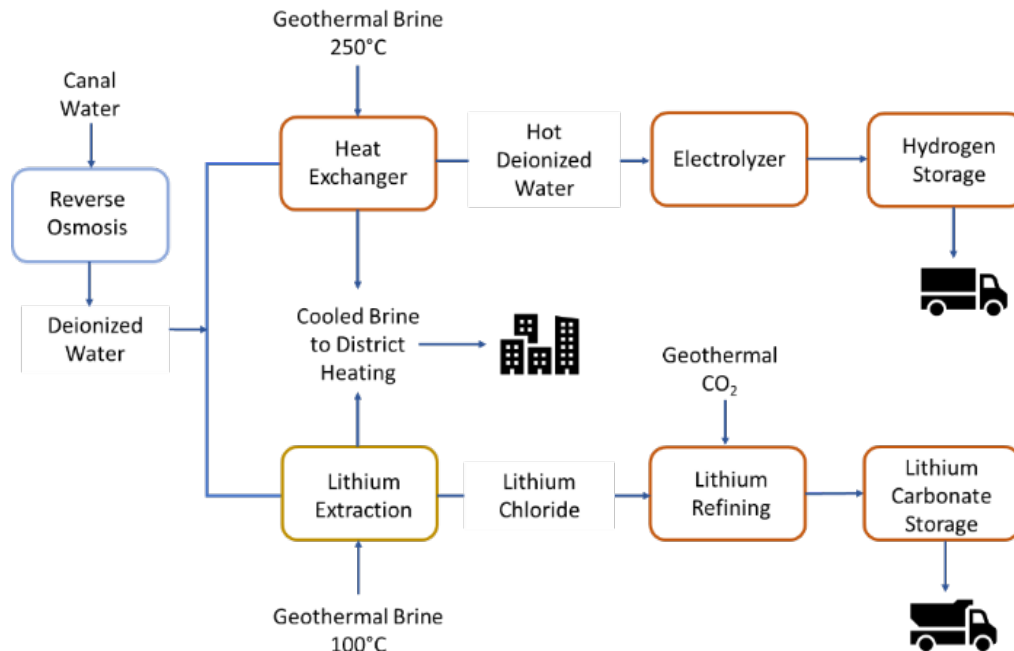 Geothermal Brine
250°C
Canal
Water
Heat
Exchanger
Hot
Deionized
Water
Electrolyzer
Hydrogen
Storage
Reverse
Osmosis
Deionized
Water
Cooled Brine
to District
Heating
Geothermal
CO₂
Lithium
Extraction
Lithium
Chloride
Lithium
Refining
Lithium
Carbonate
Storage
Geothermal Brine
100°C